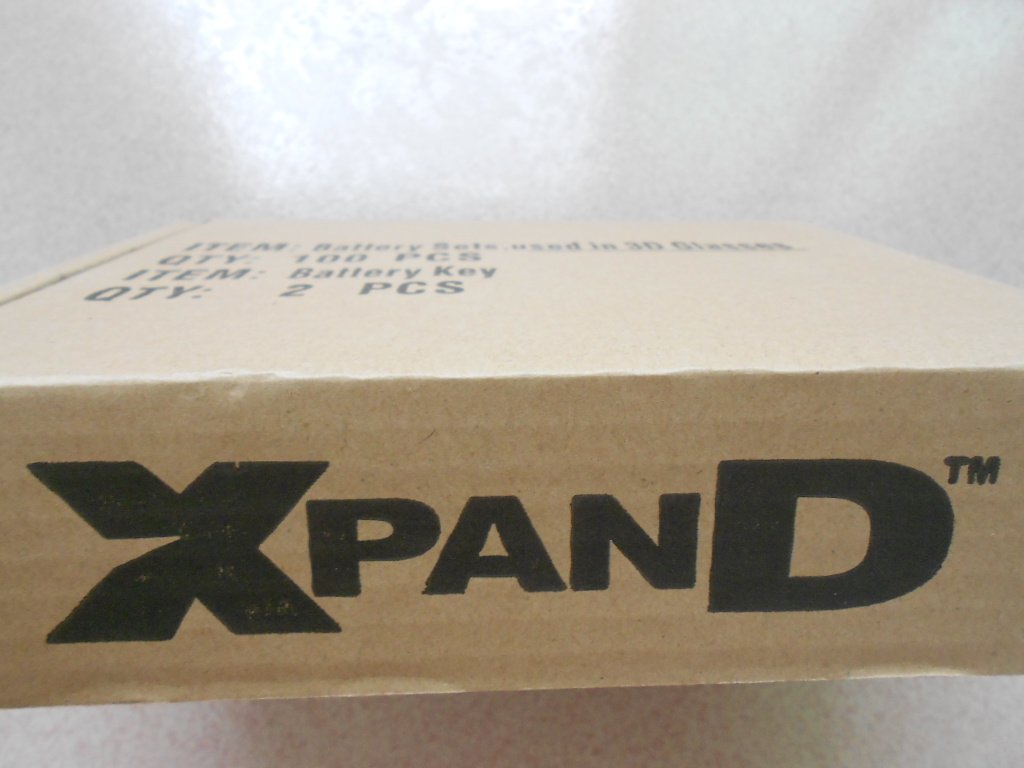 ITEM: Battery Sets, used in 3D Glasses
QTY: 100 PCS
ITEM: Battery Key
QTY: 2 PCS
XPAND™